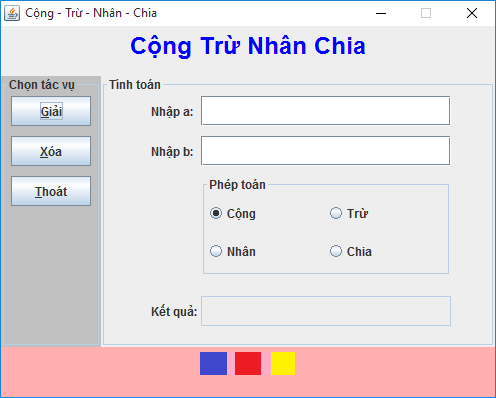 Cộng - Trừ - Nhân - Chia
Cộng Trừ Nhân Chia
Chọn tác vụ
Giải
Xóa
Thoát
Tính toán
Nhập a:
Nhập b:
Phép toán
Cộng Trừ
Nhân Chia
Kết quả: